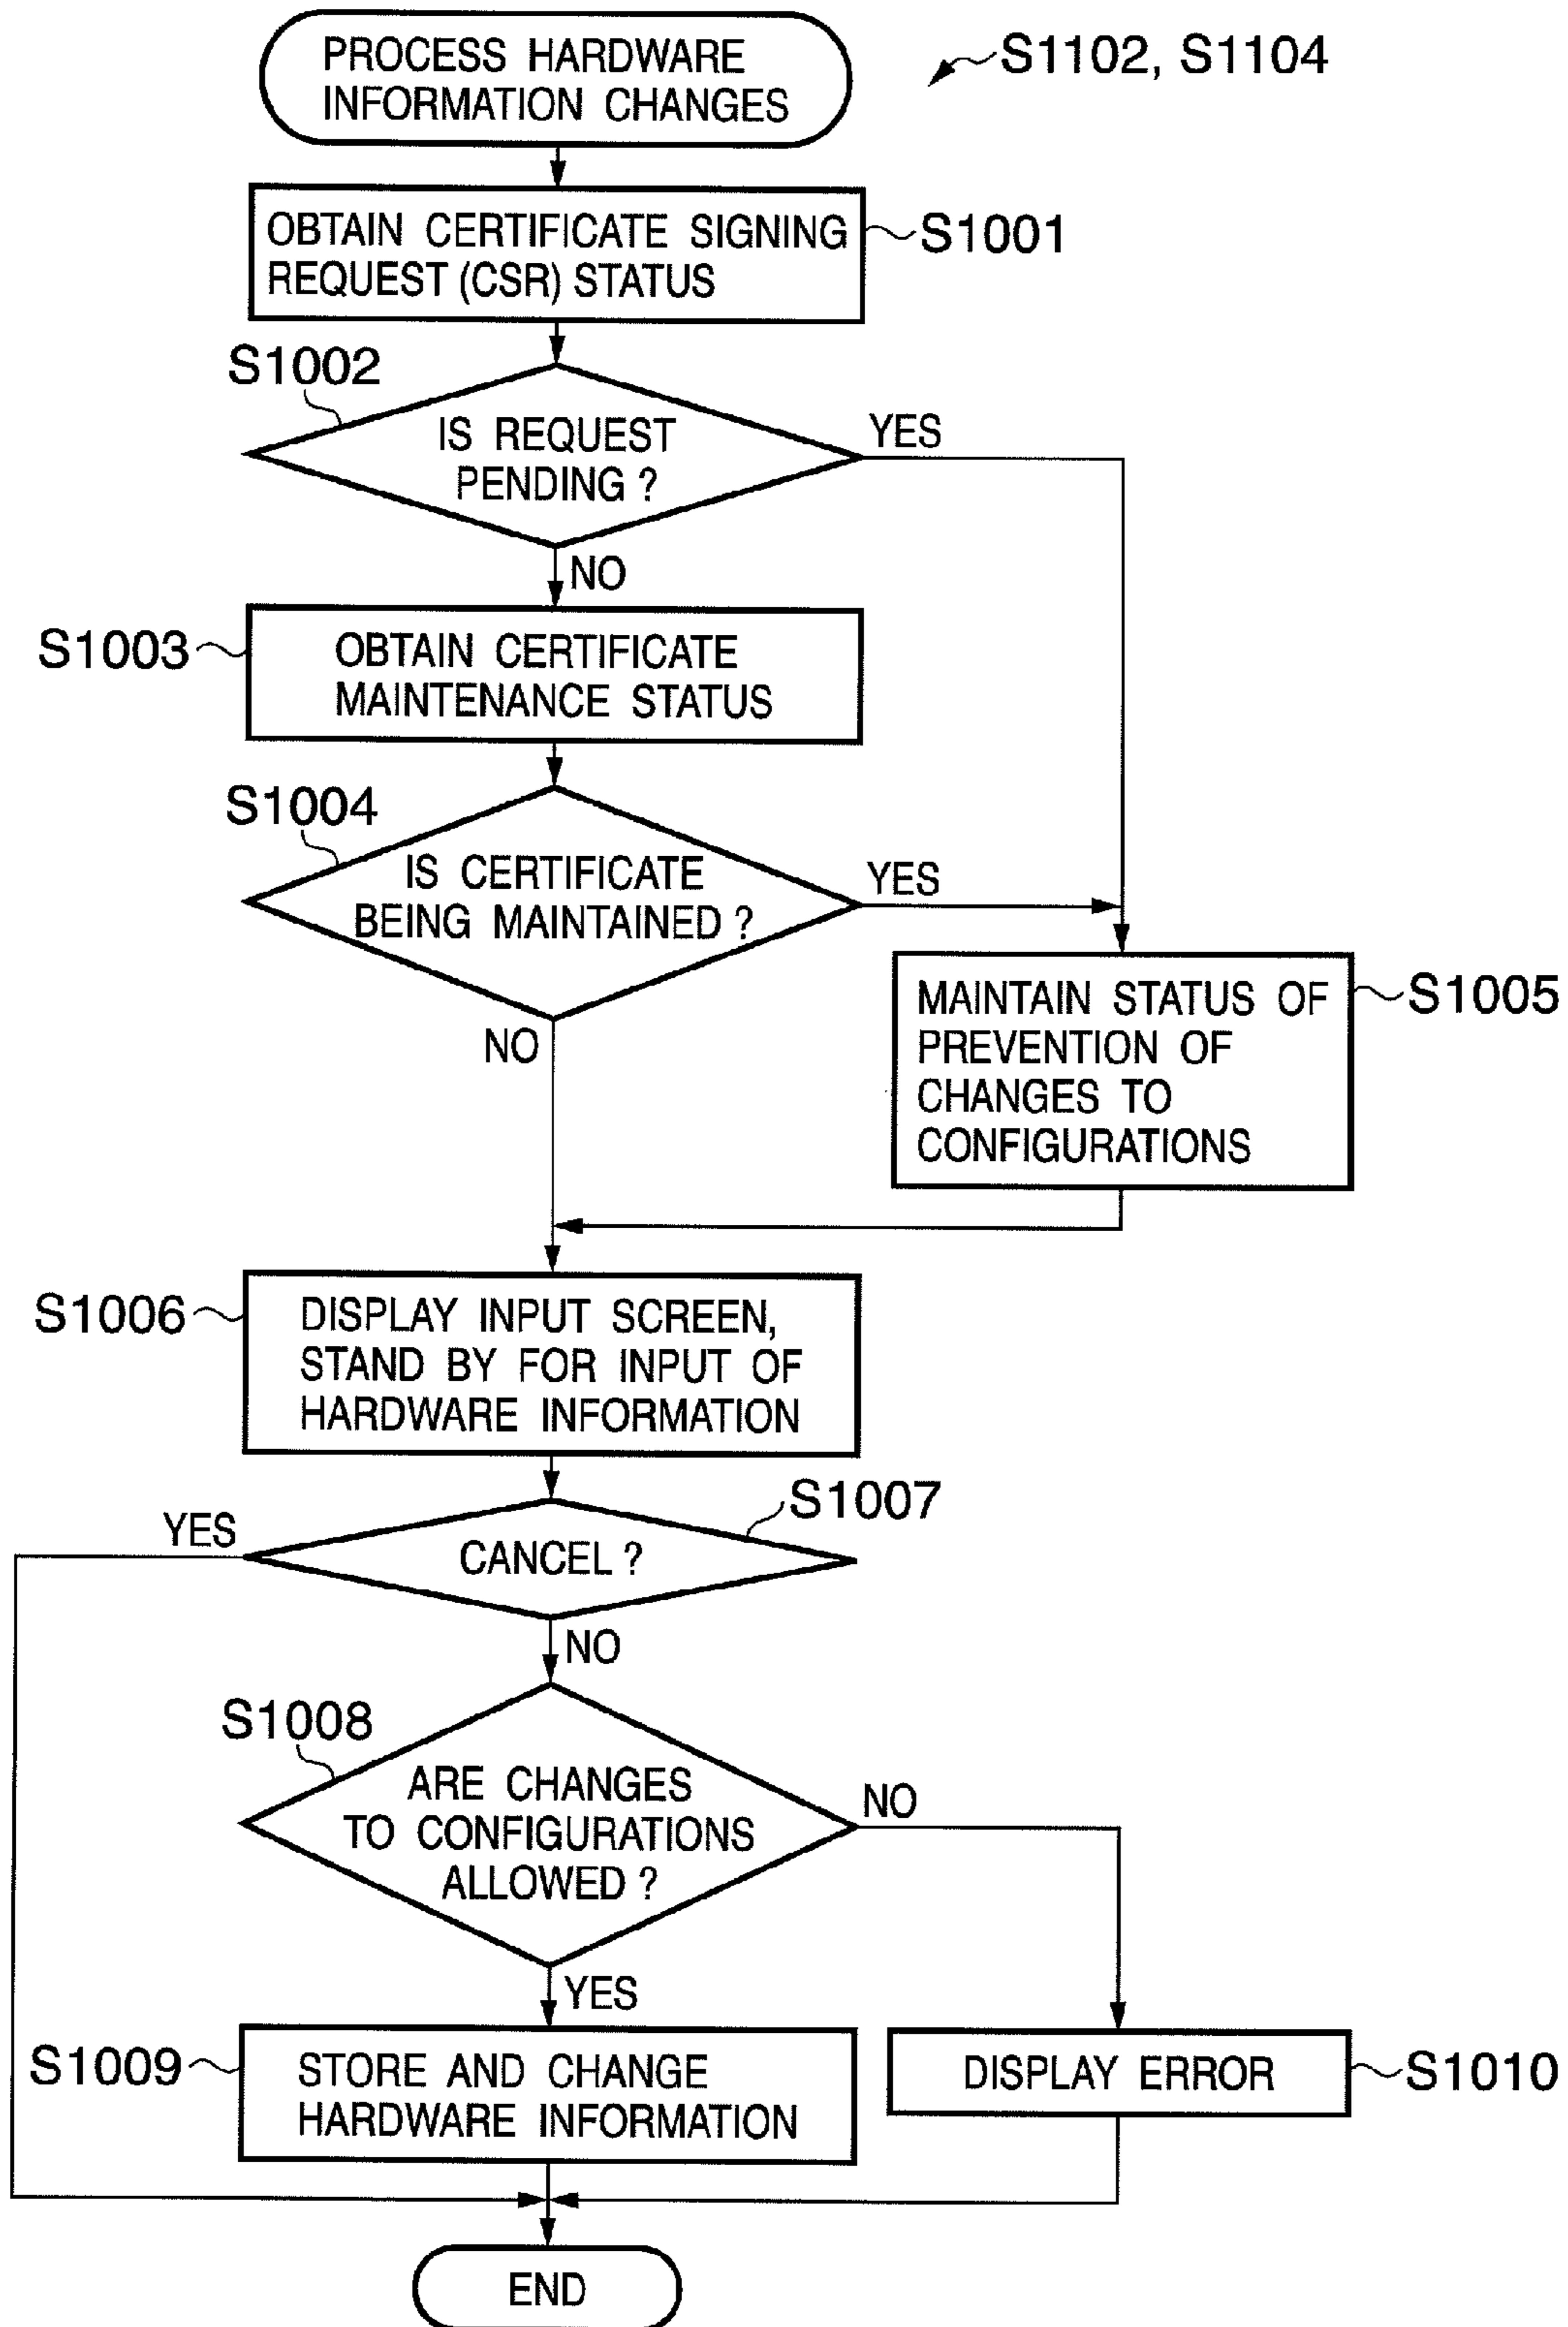 PROCESS HARDWARE
INFORMATION CHANGES
S1102, S1104
OBTAIN CERTIFICATE SIGNING
REQUEST (CSR) STATUS
S1001
S1002
IS REQUEST
PENDING ?
YES
NO
S1003
OBTAIN CERTIFICATE
MAINTENANCE STATUS
S1004
IS CERTIFICATE
BEING MAINTAINED ?
YES
NO
MAINTAIN STATUS OF
PREVENTION OF
CHANGES TO
CONFIGURATIONS
S1005
S1006
DISPLAY INPUT SCREEN,
STAND BY FOR INPUT OF
HARDWARE INFORMATION
S1007
YES
CANCEL ?
NO
S1008
ARE CHANGES
TO CONFIGURATIONS
ALLOWED ?
NO
YES
S1009
STORE AND CHANGE
HARDWARE INFORMATION
DISPLAY ERROR
S1010
END